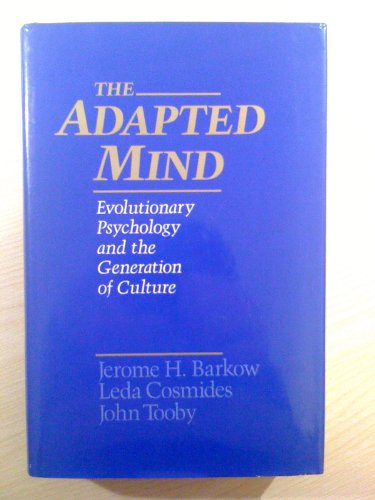 THE
ADAPTED
MIND
Evolutionary
Psychology
and the
Generation
of Culture
Jerome H. Barkow
Leda Cosmides
John Tooby